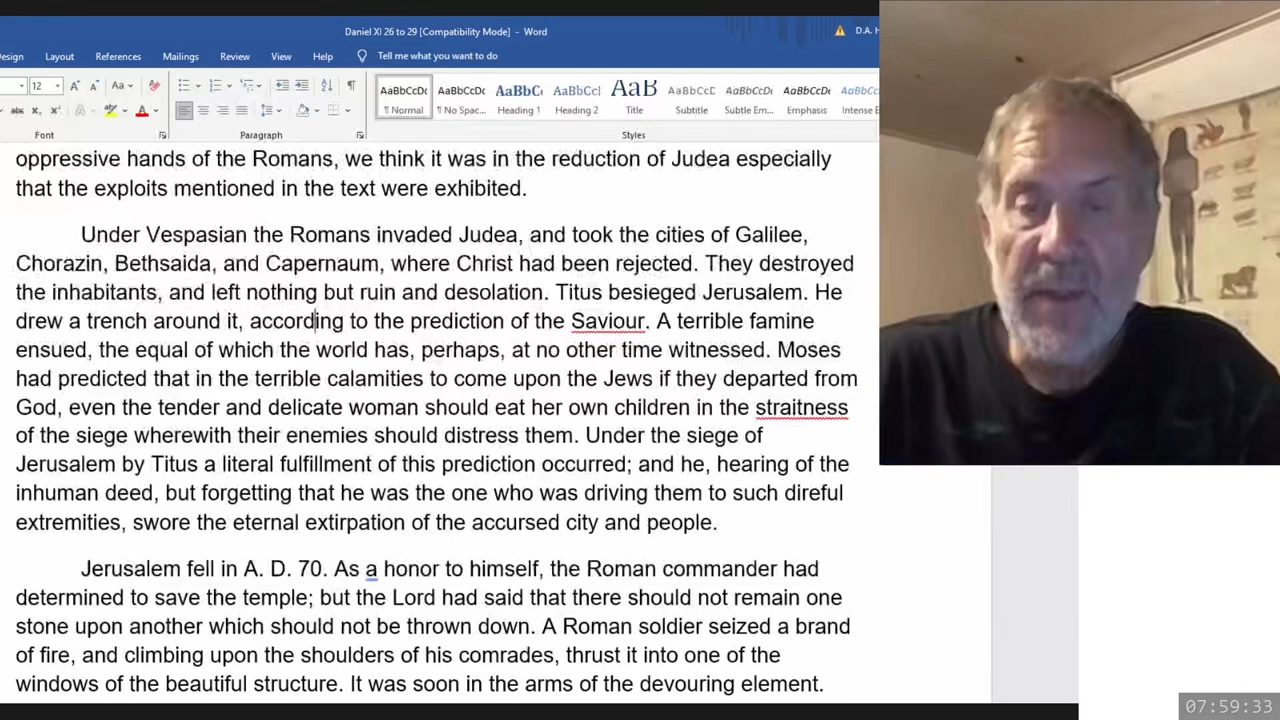 Daniel XI 26 to 29 [Compatibility Mode] - Word
D.A. H
esign Layout References Mailings Review View Help Tell me what you want to do
12 Aa
AaBbCcDc AaBbCcDc AaBbCc AaBbCcC AaB AaBbCcD AaBbCcDc AaBbCcDc AaBbCcDc
¶ Normal ¶ No Spac... Heading 1 Heading 2 Title Subtitle Subtle Em... Emphasis Intense E
Font Paragraph Styles
oppressive hands of the Romans, we think it was in the reduction of Judea especially
that the exploits mentioned in the text were exhibited.
Under Vespasian the Romans invaded Judea, and took the cities of Galilee,
Chorazin, Bethsaida, and Capernaum, where Christ had been rejected. They destroyed
the inhabitants, and left nothing but ruin and desolation. Titus besieged Jerusalem. He
drew a trench around it, according to the prediction of the Saviour. A terrible famine
ensued, the equal of which the world has, perhaps, at no other time witnessed. Moses
had predicted that in the terrible calamities to come upon the Jews if they departed from
God, even the tender and delicate woman should eat her own children in the straitness
of the siege wherewith their enemies should distress them. Under the siege of
Jerusalem by Titus a literal fulfillment of this prediction occurred; and he, hearing of the
inhuman deed, but forgetting that he was the one who was driving them to such direful
extremities, swore the eternal extirpation of the accursed city and people.
Jerusalem fell in A. D. 70. As a honor to himself, the Roman commander had
determined to save the temple; but the Lord had said that there should not remain one
stone upon another which should not be thrown down. A Roman soldier seized a brand
of fire, and climbing upon the shoulders of his comrades, thrust it into one of the
windows of the beautiful structure. It was soon in the arms of the devouring element.
07:59:33